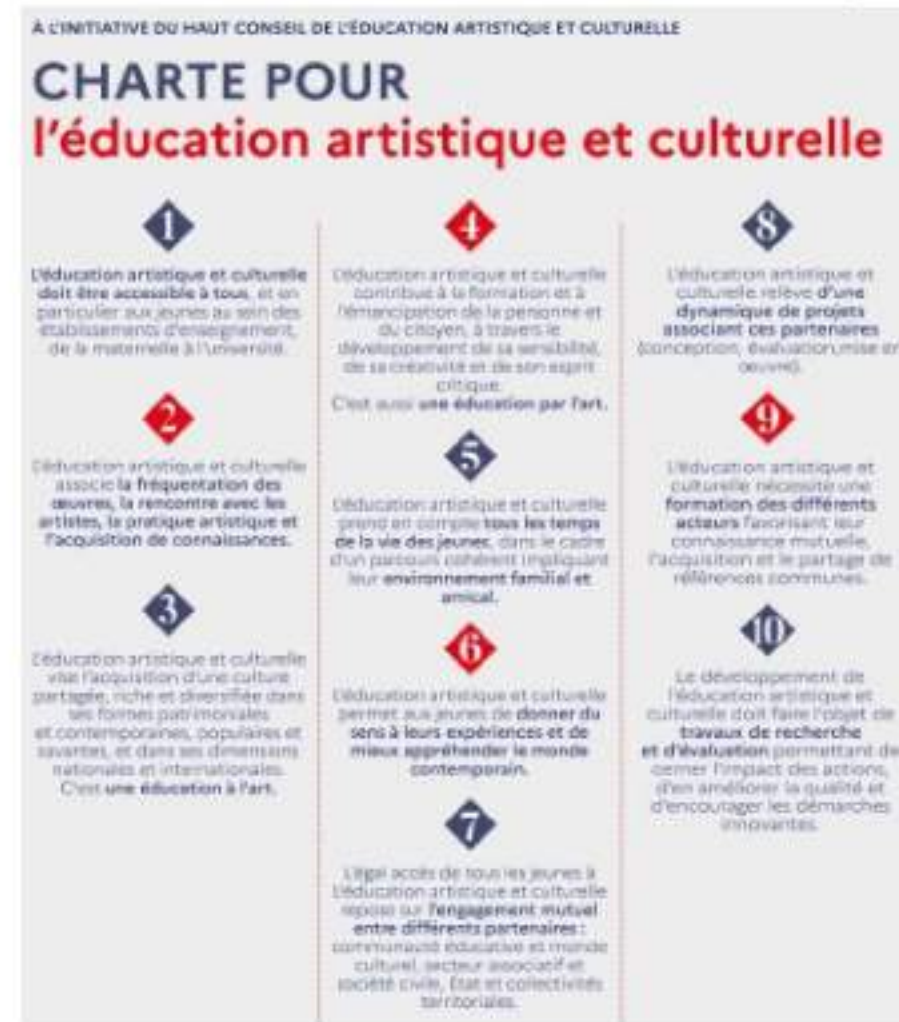 À L'INITIATIVE DU HAUT CONSEIL DE L'ÉDUCATION ARTISTIQUE ET CULTURELLE
CHARTE POUR
l'éducation artistique et culturelle
1
L'éducation artistique et culturelle
doit être accessible à tous, et en
particulier aux jeunes au sein des
établissements d'enseignement,
de la maternelle à l'université.
2
L'éducation artistique et culturelle
associe la fréquentation des
œuvres, la rencontre avec les
artistes, la pratique artistique et
l'acquisition de connaissances.
3
L'éducation artistique et culturelle
vise l'acquisition d'une culture
partagée, riche et diversifiée dans
ses formes patrimoniales
et contemporaines, populaires et
savantes, et dans ses dimensions
nationales et internationales.
C'est une éducation à l'art.
4
L'éducation artistique et culturelle
contribue à la formation et à
l'émancipation de la personne et
du citoyen, à travers le
développement de sa sensibilité,
de sa créativité et de son esprit
critique.
C'est aussi une éducation par l'art.
5
L'éducation artistique et culturelle
prend en compte tous les temps
de la vie des jeunes, dans le cadre
d'un parcours cohérent impliquant
leur environnement familial et
amical.
6
L'éducation artistique et culturelle
permet aux jeunes de donner du
sens à leurs expériences et de
mieux appréhender le monde
contemporain.
7
L'égal accès de tous les jeunes à
L'éducation artistique et culturelle
repose sur l'engagement mutuel
entre différents partenaires :
communauté éducative et monde
culturel, secteur associatif et
société civile, État et collectivités
territoriales.
8
L'éducation artistique et
culturelle relève d'une
dynamique de projets
associant ces partenaires
(conception, évaluation,mise en
oeuvre).
9
L'éducation artistique et
culturelle nécessite une
formation des différents
acteurs favorisant leur
connaissance mutuelle,
l'acquisition et le partage de
références communes.
10
Le développement de
l'éducation artistique et
culturelle doit faire l'objet de
travaux de recherche
et d'évaluation permettant de
cerner l'impact des actions,
d'en améliorer la qualité et
d'encourager les démarches
innovantes.